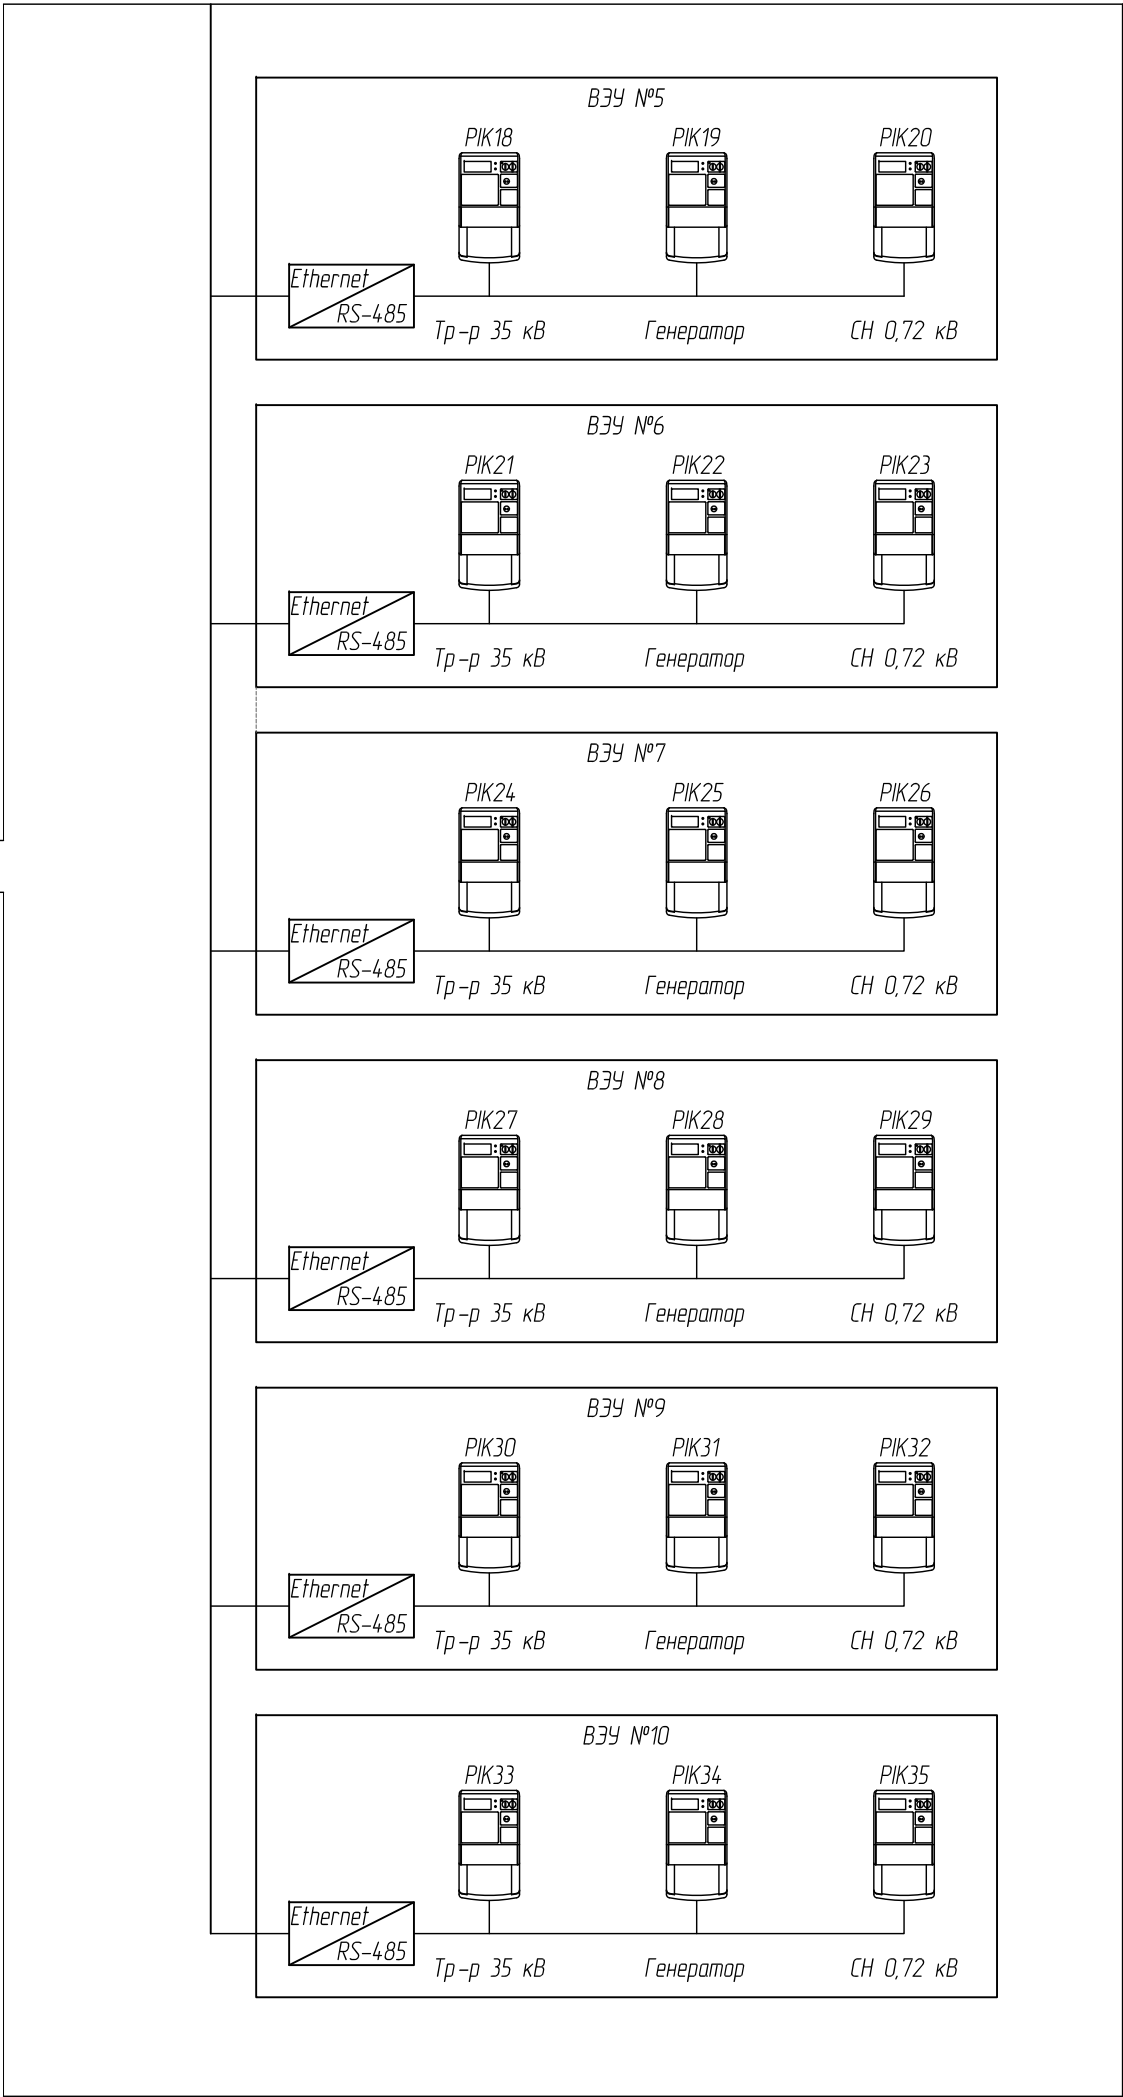 ВЭУ №5
PIK18 PIK19 PIK20
Ethernet
RS-485
Тр-р 35 кВ Генератор СН 0,72 кВ
ВЭУ №6
PIK21 PIK22 PIK23
Ethernet
RS-485
Тр-р 35 кВ Генератор СН 0,72 кВ
ВЭУ №7
PIK24 PIK25 PIK26
Ethernet
RS-485
Тр-р 35 кВ Генератор СН 0,72 кВ
ВЭУ №8
PIK27 PIK28 PIK29
Ethernet
RS-485
Тр-р 35 кВ Генератор СН 0,72 кВ
ВЭУ №9
PIK30 PIK31 PIK32
Ethernet
RS-485
Тр-р 35 кВ Генератор СН 0,72 кВ
ВЭУ №10
PIK33 PIK34 PIK35
Ethernet
RS-485
Тр-р 35 кВ Генератор СН 0,72 кВ